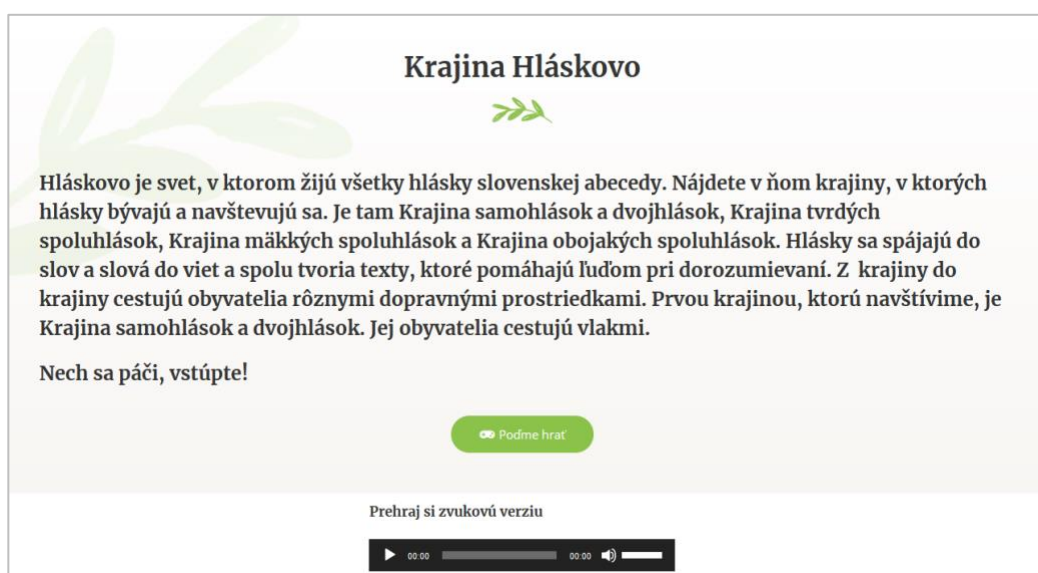 Krajina Hláskovo
Hláskovo je svet, v ktorom žijú všetky hlásky slovenskej abecedy. Nájdete v ňom krajiny, v ktorých
hlásky bývajú a navštevujú sa. Je tam Krajina samohlások a dvojhlások, Krajina tvrdých
spoluhlások, Krajina mäkkých spoluhlások a Krajina obojakých spoluhlások. Hlásky sa spájajú do
slov a slová do viet a spolu tvoria texty, ktoré pomáhajú ľuďom pri dorozumievaní. Z krajiny do
krajiny cestujú obyvatelia rôznymi dopravnými prostriedkami. Prvou krajinou, ktorú navštívime, je
Krajina samohlások a dvojhlások. Jej obyvatelia cestujú vlakmi.
Nech sa páči, vstúpte!
Poďme hrať
Prehraj si zvukovú verziu
00:00 00:00